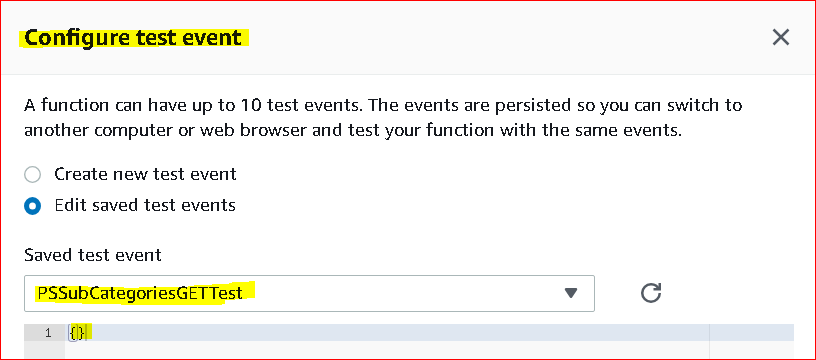 Configure test event
A function can have up to 10 test events. The events are persisted so you can switch to
another computer or web browser and test your function with the same events.
Create new test event
Edit saved test events
Saved test event
PSSubCategoriesGETTest
1 {}